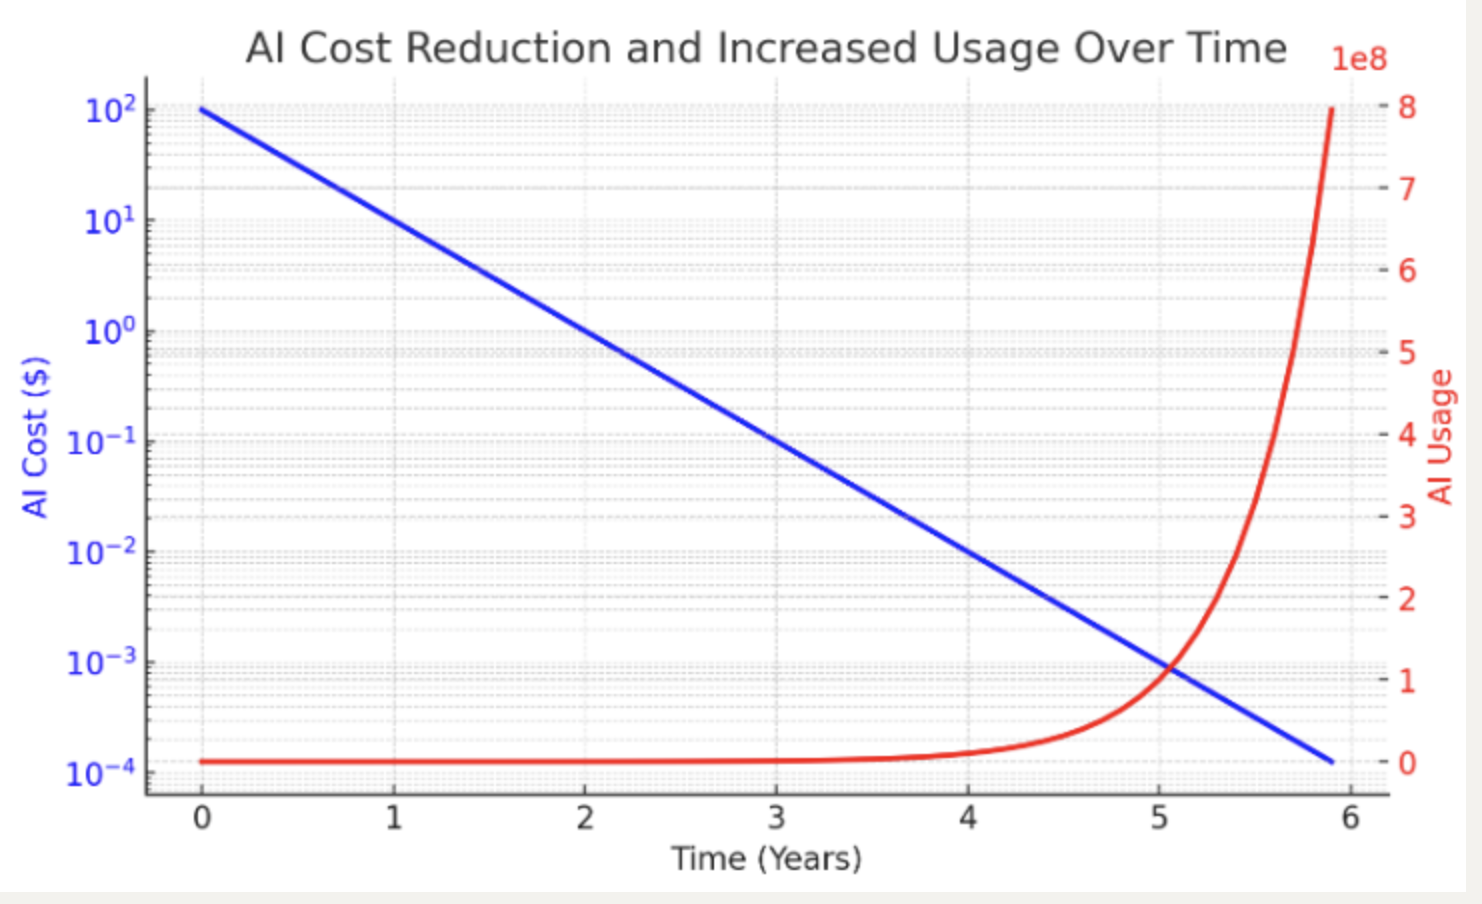 AI Cost Reduction and Increased Usage Over Time
1e8
10²
10¹
10⁰
10⁻¹
10⁻²
10⁻³
10⁻⁴
AI Cost ($)
8
7
6
5
4
3
2
1
0
AI Usage
0 1 2 3 4 5 6
Time (Years)